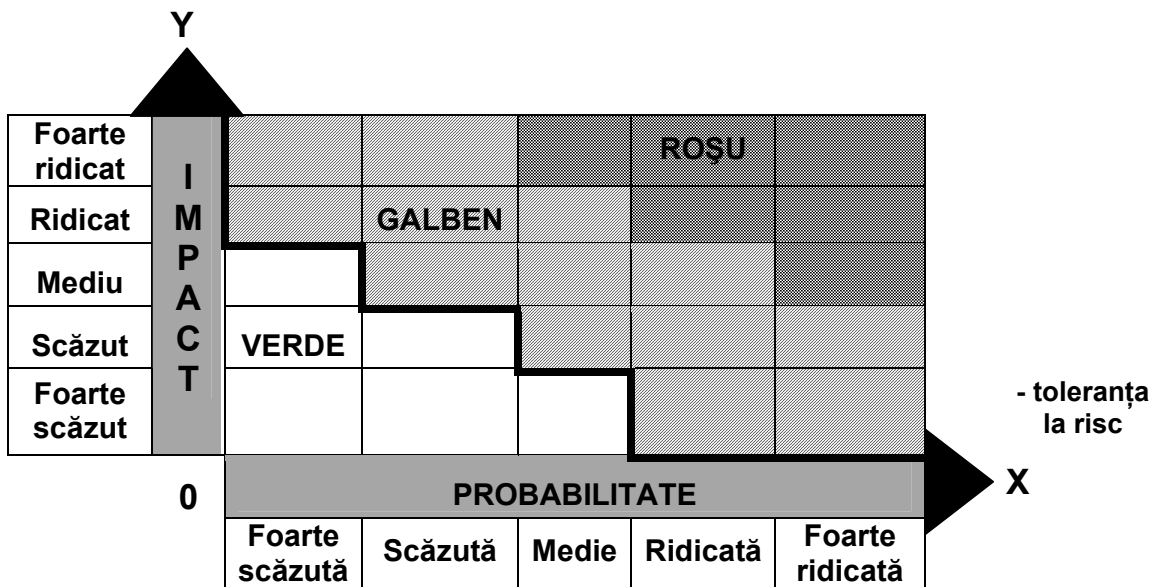 Y
Foarte
ridicat
ROŞU
Ridicat
GALBEN
Mediu
Scăzut
VERDE
Foarte
scăzut
I
M
P
A
C
T
- toleranța
la risc
0
PROBABILITATE
X
Foarte
scăzută
Scăzută
Medie
Ridicată
Foarte
ridicată